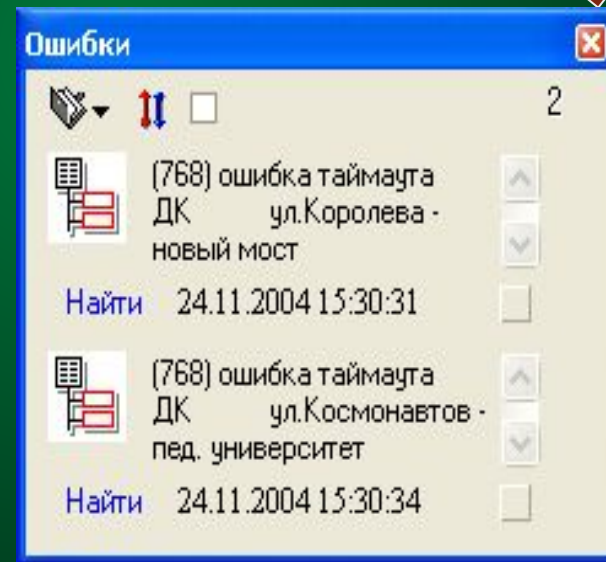 Ошибки
2
(768) ошибка таймаута
ДК ул.Королева -
новый мост
Найти 24.11.2004 15:30:31
(768) ошибка таймаута
ДК ул.Космонавтов -
пед. университет
Найти 24.11.2004 15:30:34